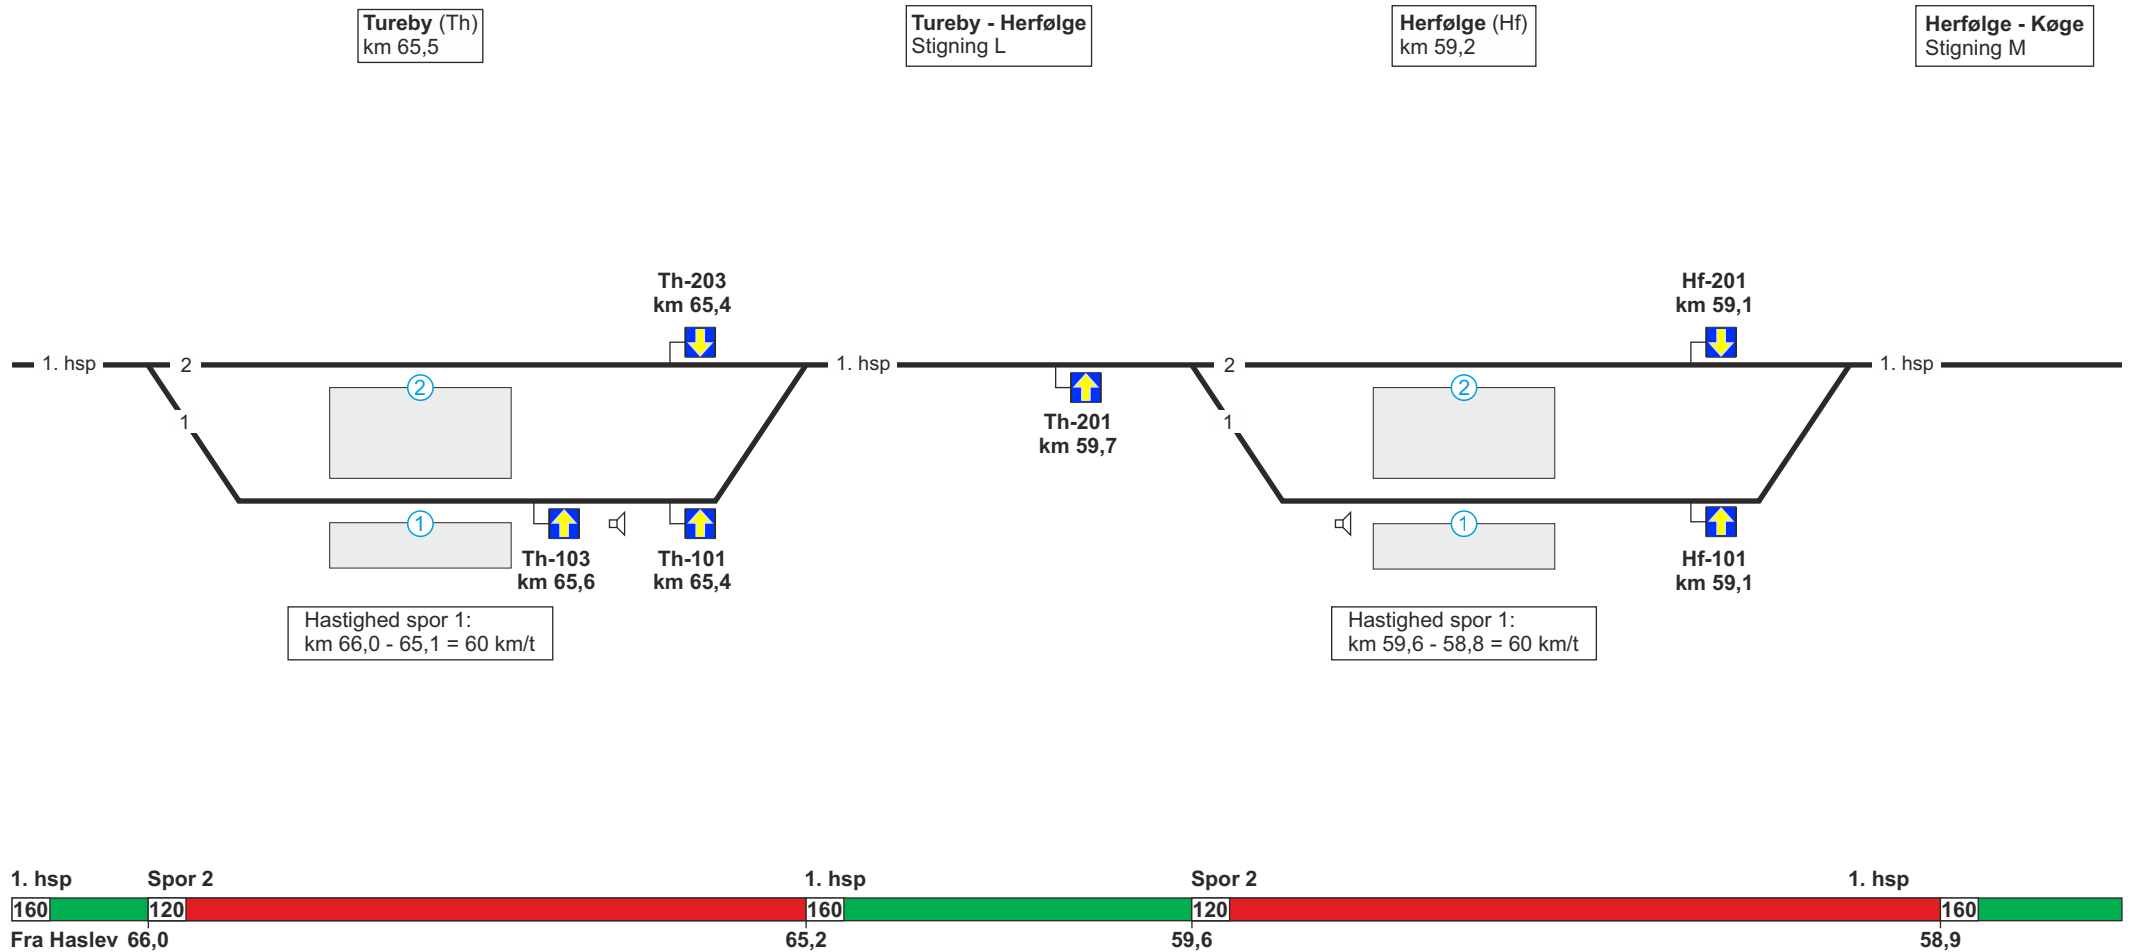 Tureby (Th)
km 65,5
Tureby - Herfølge
Stigning L
Herfølge (Hf)
km 59,2
Herfølge - Køge
Stigning M
Th-203
km 65,4
Hf-201
km 59,1
1. hsp
2
1. hsp
2
1. hsp
2
2
1
Th-201
km 59,7
1
1
1
Th-103
km 65,6
Th-101
km 65,4
Hf-101
km 59,1
Hastighed spor 1:
km 66,0 - 65,1 = 60 km/t
Hastighed spor 1:
km 59,6 - 58,8 = 60 km/t
1. hsp
Spor 2
1. hsp
Spor 2
1. hsp
160
120
160
120
160
Fra Haslev
66,0
65,2
59,6
58,9